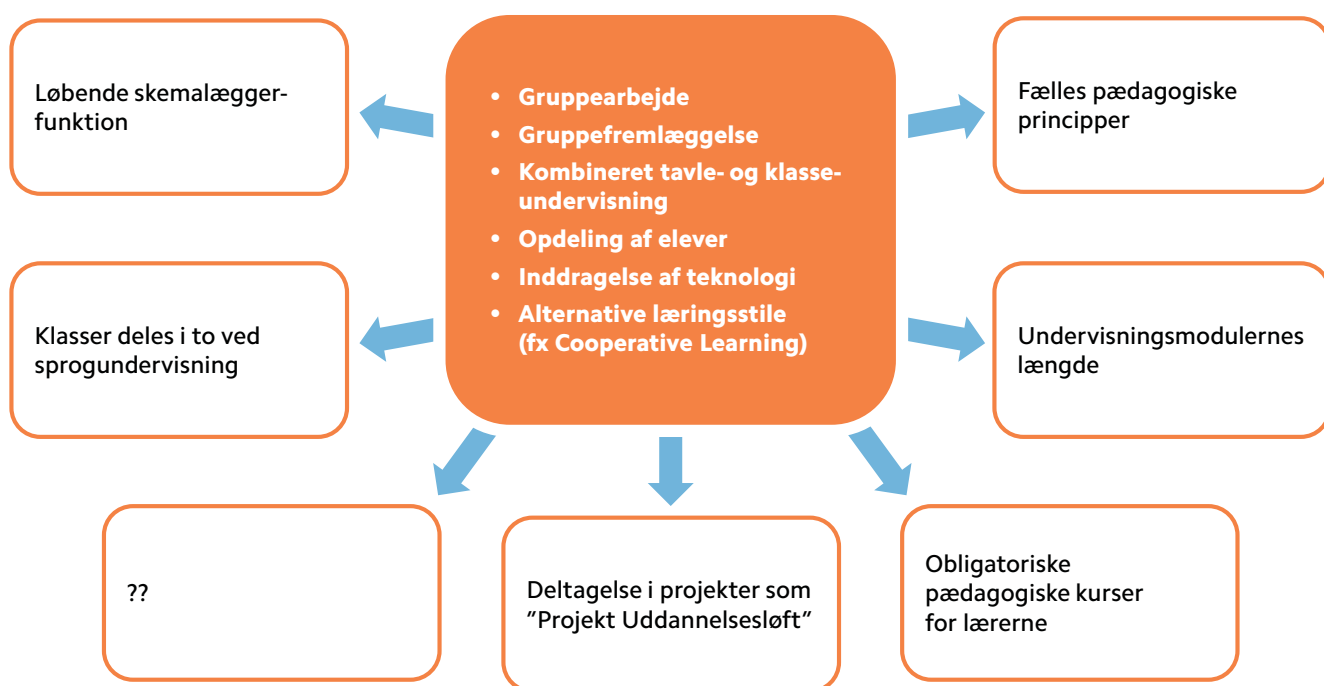 Løbende skemalægger-
funktion
• Gruppearbejde
• Gruppefremlæggelse
• Kombineret tavle- og klasse-
undervisning
• Opdeling af elever
• Inddragelse af teknologi
• Alternative læringsstile
(fx Cooperative Learning)
Fælles pædagogiske
principper
Klasser deles i to ved
sprogundervisning
Undervisningsmodulernes
længde
??
Deltagelse i projekter som
”Projekt Uddannelsesløft”
Obligatoriske
pædagogiske kurser
for lærerne